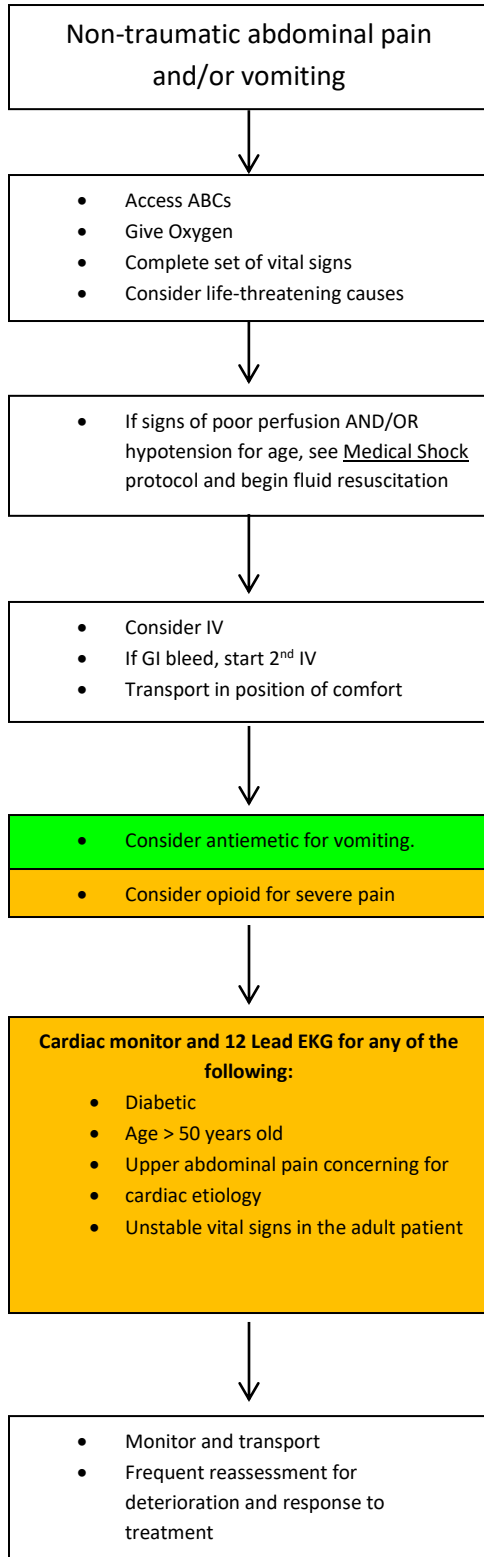 Non-traumatic abdominal pain
and/or vomiting
• Access ABCs
• Give Oxygen
• Complete set of vital signs
• Consider life-threatening causes
• If signs of poor perfusion AND/OR
hypotension for age, see Medical Shock
protocol and begin fluid resuscitation
• Consider IV
• If GI bleed, start 2nd IV
• Transport in position of comfort
• Consider antiemetic for vomiting.
• Consider opioid for severe pain
Cardiac monitor and 12 Lead EKG for any of the
following:
• Diabetic
• Age > 50 years old
• Upper abdominal pain concerning for
• cardiac etiology
• Unstable vital signs in the adult patient
• Monitor and transport
• Frequent reassessment for
deterioration and response to
treatment